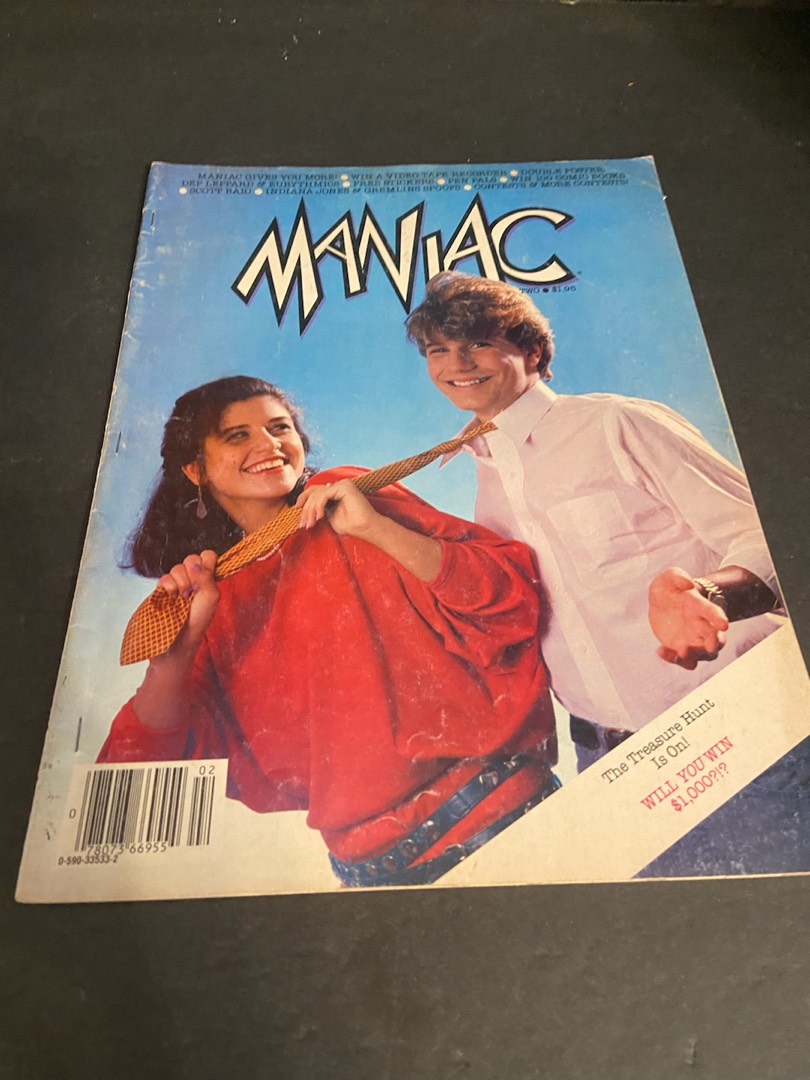 MANIAC GIVES YOU MORE! • WIN A VIDEO TAPE RECORDER • DOUBLE POSTER:
DEF LEPPARD & EURYTHMICS • FREE STICKERS • PEN PALS • WIN 100 COMIC BOOKS
• SCOTT BAIO • INDIANA JONES & GREMLINS SPOOFS • CONTESTS & MORE CONTESTS!
MANIAC
TWO • $1.95
The Treasure Hunt
Is On!
WILL YOU WIN
$1,000?!?
02
0 78073 66955
0-590-33533-2